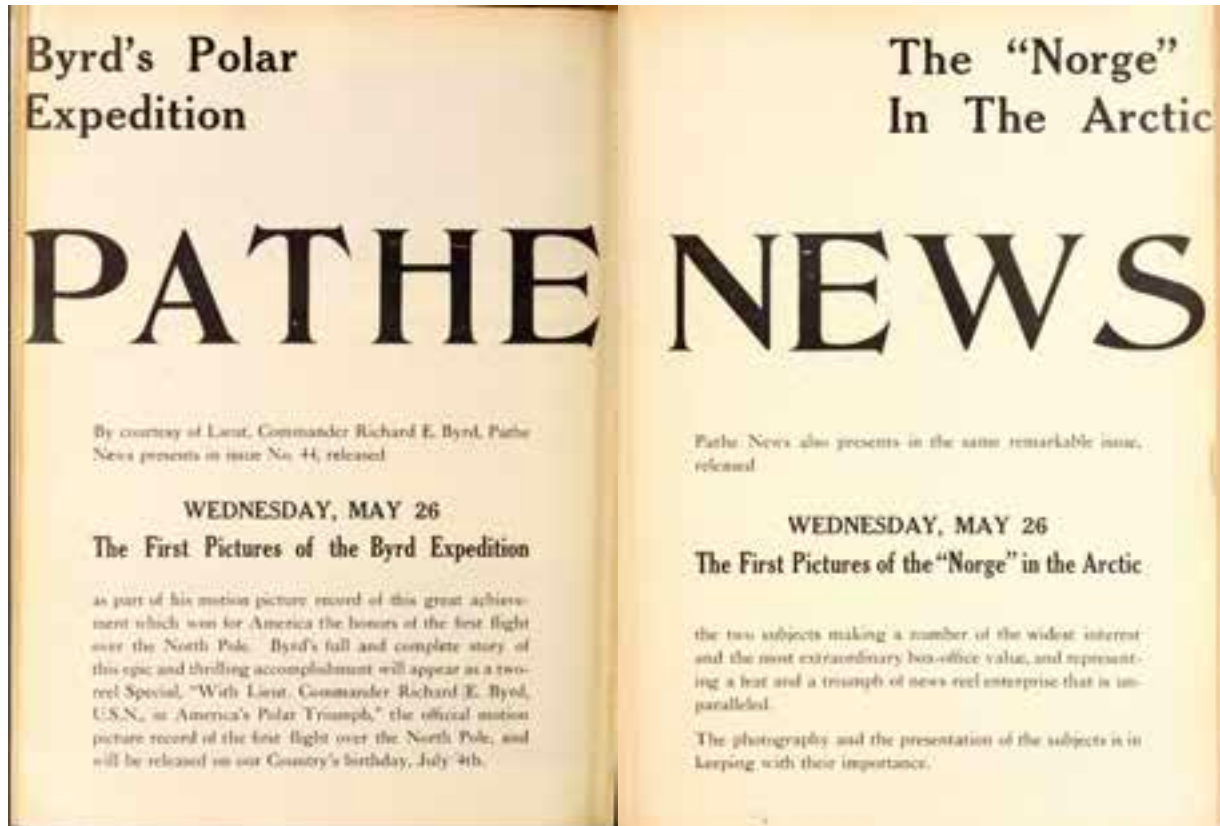 Byrd's Polar
Expedition
PATHE
By courtesy of Lieut. Commander Richard E. Byrd, Pathe
News presents in issue No. 44, released
WEDNESDAY, MAY 26
The First Pictures of the Byrd Expedition
as part of his motion picture record of this great achieve-
ment which won for America the honors of the first flight
over the North Pole. Byrd's full and complete story of
this epic and thrilling accomplishment will appear as a two-
reel Special, "With Lieut. Commander Richard E. Byrd,
U.S.N., in America's Polar Triumph," the official motion
picture record of the first flight over the North Pole, and
will be released on our Country's birthday, July 4th.
The "Norge"
In The Arctic
NEWS
Pathe News also presents in the same remarkable issue,
released
WEDNESDAY, MAY 26
The First Pictures of the "Norge" in the Arctic
the two subjects making a number of the widest interest
and the most extraordinary box-office value, and represent-
ing a feat and a triumph of news reel enterprise that is un-
paralleled.
The photography and the presentation of the subjects is in
keeping with their importance.